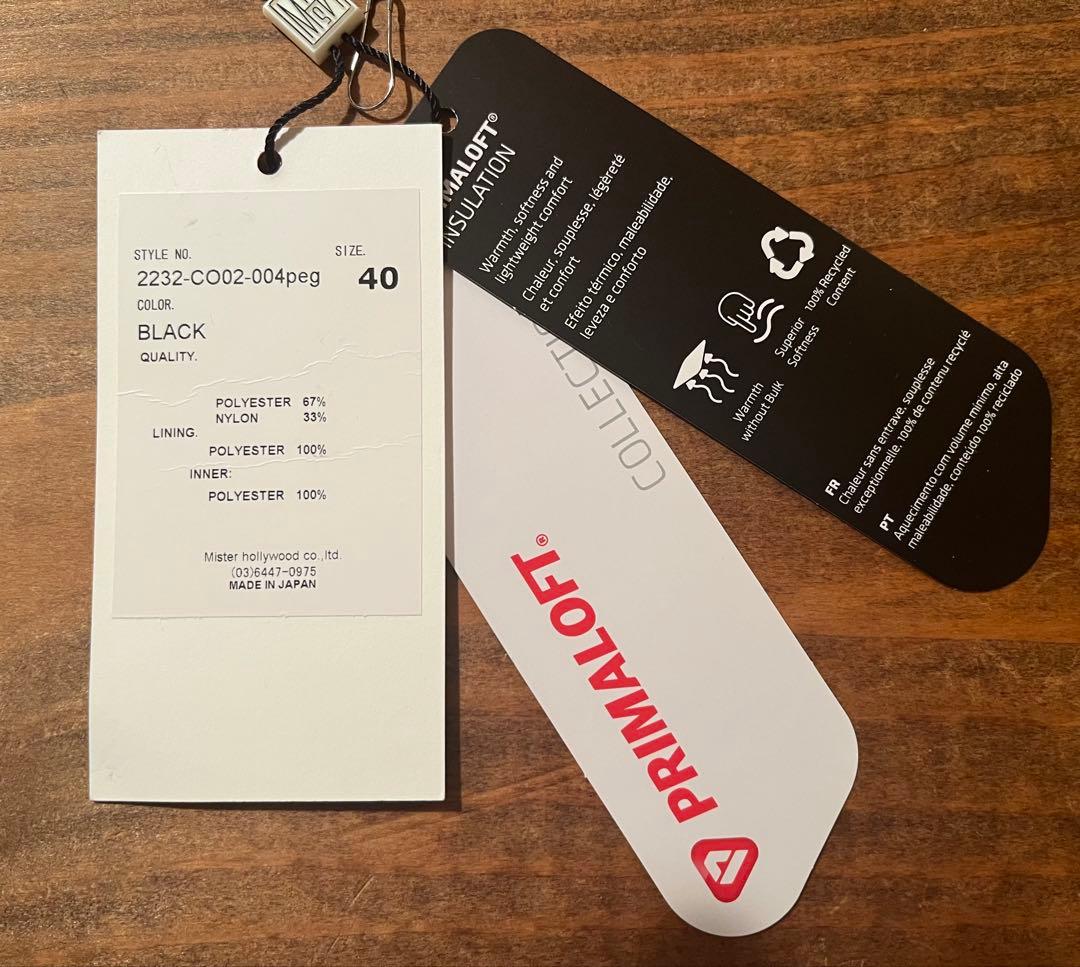 STYLE NO.
SIZE.
2232-CO02-004peg
40
COLOR.
BLACK
QUALITY.
POLYESTER 67%
NYLON 33%
LINING.
POLYESTER 100%
INNER:
POLYESTER 100%
Mister hollywood co.,ltd.
(03)6447-0975
MADE IN JAPAN
MALOFT®
INSULATION
Warmth, softness and
lightweight comfort
Chaleur, souplesse, légèreté
et confort
Efeito térmico, maleabilidade,
leveza e conforto
Warmth
without Bulk
Superior
Softness
100% Recycled
Content
FR
Chaleur sans entrave, souplesse
exceptionnelle, 100% de contenu recyclé
PT
Aquecimento com volume mínimo, alta
maleabilidade, conteúdo 100% reciclado
COLLECTI
PRIMALOFT®